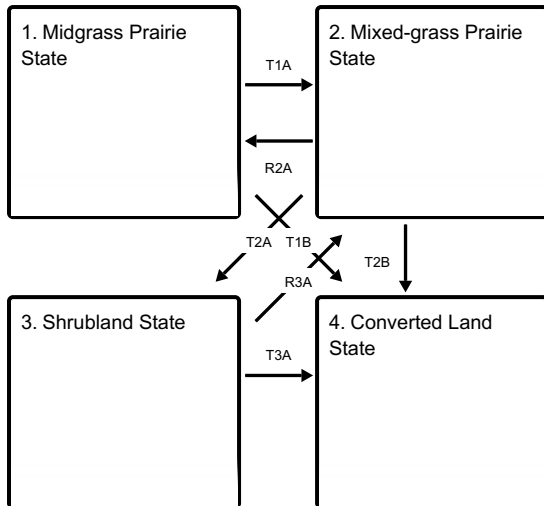 1. Midgrass Prairie
State
2. Mixed-grass Prairie
State
T1A
R2A
T2A
T1B
T2B
R3A
3. Shrubland State
4. Converted Land
State
T3A